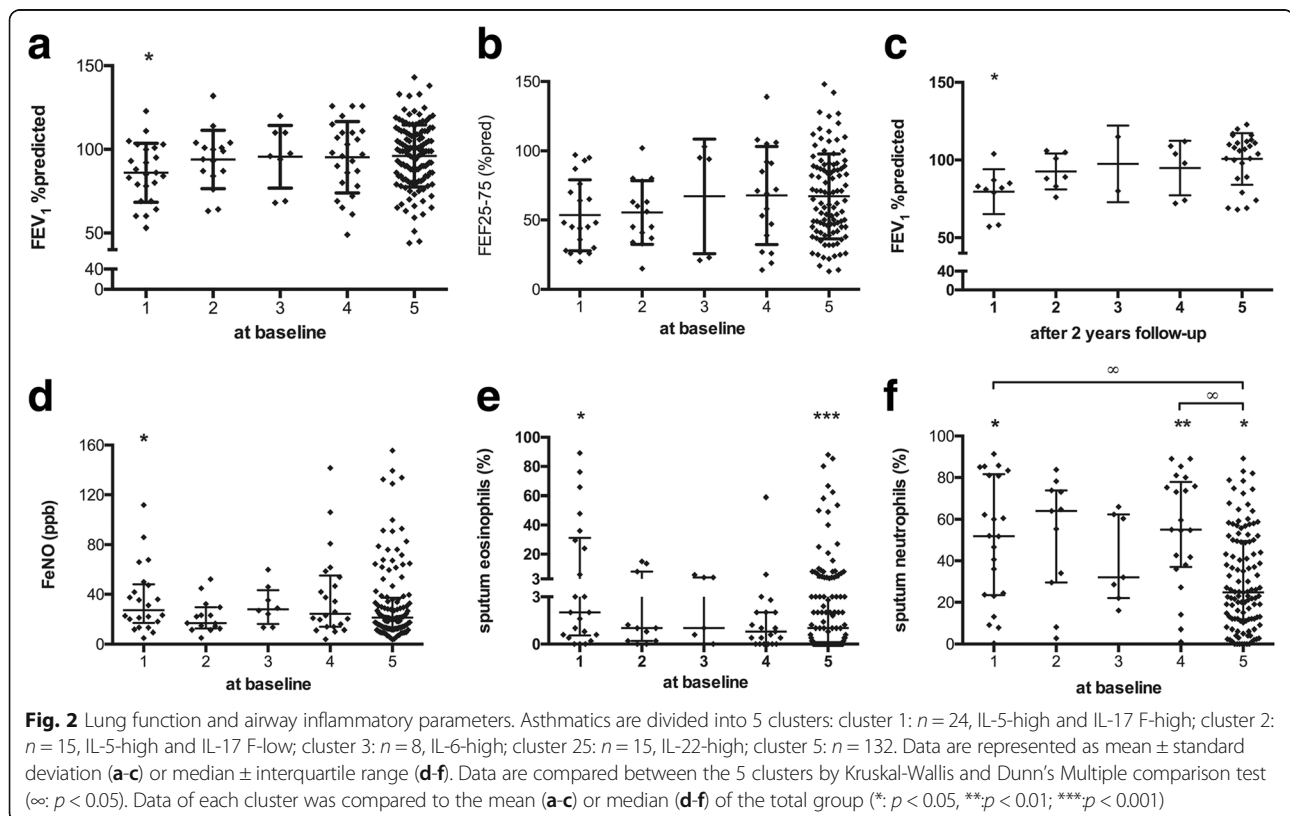 a
b
c
*
*
150
100
50
40
0
FEV1 %predicted
1 2 3 4 5
at baseline
150
100
50
0
FEF25-75 (%pred)
1 2 3 4 5
at baseline
150
100
50
40
0
FEV1 %predicted
1 2 3 4 5
after 2 years follow-up
d
e
f
*
160
120
80
40
0
FeNO (ppb)
1 2 3 4 5
at baseline
* ***
100
80
60
40
20
3
3
0
sputum eosinophils (%)
1 2 3 4 5
at baseline
∞
∞
* ** *
100
80
60
40
20
0
sputum neutrophils (%)
1 2 3 4 5
at baseline
Fig. 2 Lung function and airway inflammatory parameters. Asthmatics are divided into 5 clusters: cluster 1: n = 24, IL-5-high and IL-17 F-high; cluster 2:
n = 15, IL-5-high and IL-17 F-low; cluster 3: n = 8, IL-6-high; cluster 25: n = 15, IL-22-high; cluster 5: n = 132. Data are represented as mean ± standard
deviation (a-c) or median ± interquartile range (d-f). Data are compared between the 5 clusters by Kruskal-Wallis and Dunn's Multiple comparison test
(∞: p < 0.05). Data of each cluster was compared to the mean (a-c) or median (d-f) of the total group (*: p < 0.05, **:p < 0.01; ***:p < 0.001)